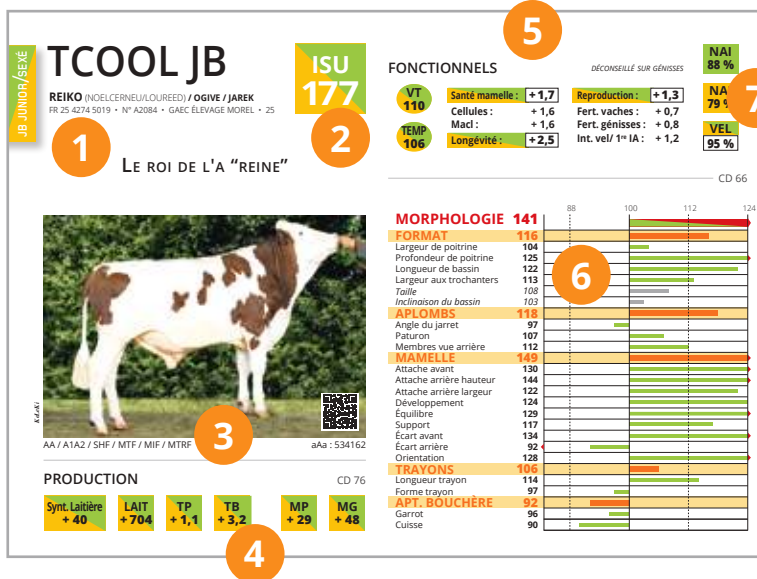 JB JUNIOR/SEXÉ
TCOOL JB
REIKO (NOELCERNEU/LOUREED) / OGIVE / JAREK
FR 25 4274 5019 • N° A2084 • GAEC ÉLEVAGE MOREL • 25
ISU
177
1
2
LE ROI DE L'A "REINE"
5
FONCTIONNELS
DÉCONSEILLÉ SUR GÉNISSES
VT
110
TEMP
106
Santé mamelle : +1,7
Cellules : + 1,6
Macl : + 1,6
Longévité : +2,5
Reproduction : +1,3
Fert. vaches : + 0,7
Fert. génisses : + 0,8
Int. vel/ 1re IA : + 1,2
NAI
88 %
79
7
VEL
95 %
CD 66
3
AA / A1A2 / SHF / MTF / MIF / MTRF
aAa : 534162
PRODUCTION
CD 76
Synt. Laitière
+ 40
LAIT
+ 704
TP
+ 1,1
TB
+ 3,2
MP
+ 29
MG
+ 48
4
88 100 112 124
6
MORPHOLOGIE 141
FORMAT 116
Largeur de poitrine 104
Profondeur de poitrine 125
Longueur de bassin 122
Largeur aux trochanters 113
Taille 108
Inclinaison du bassin 103
APLOMBS 118
Angle du jarret 97
Paturon 107
Membres vue arrière 112
MAMELLE 149
Attache avant 130
Attache arrière hauteur 144
Attache arrière largeur 122
Développement 124
Équilibre 129
Support 117
Écart avant 134
Écart arrière 92
Orientation 128
TRAYONS 106
Longueur trayon 114
Forme trayon 97
APT. BOUCHÈRE 92
Garrot 96
Cuisse 90